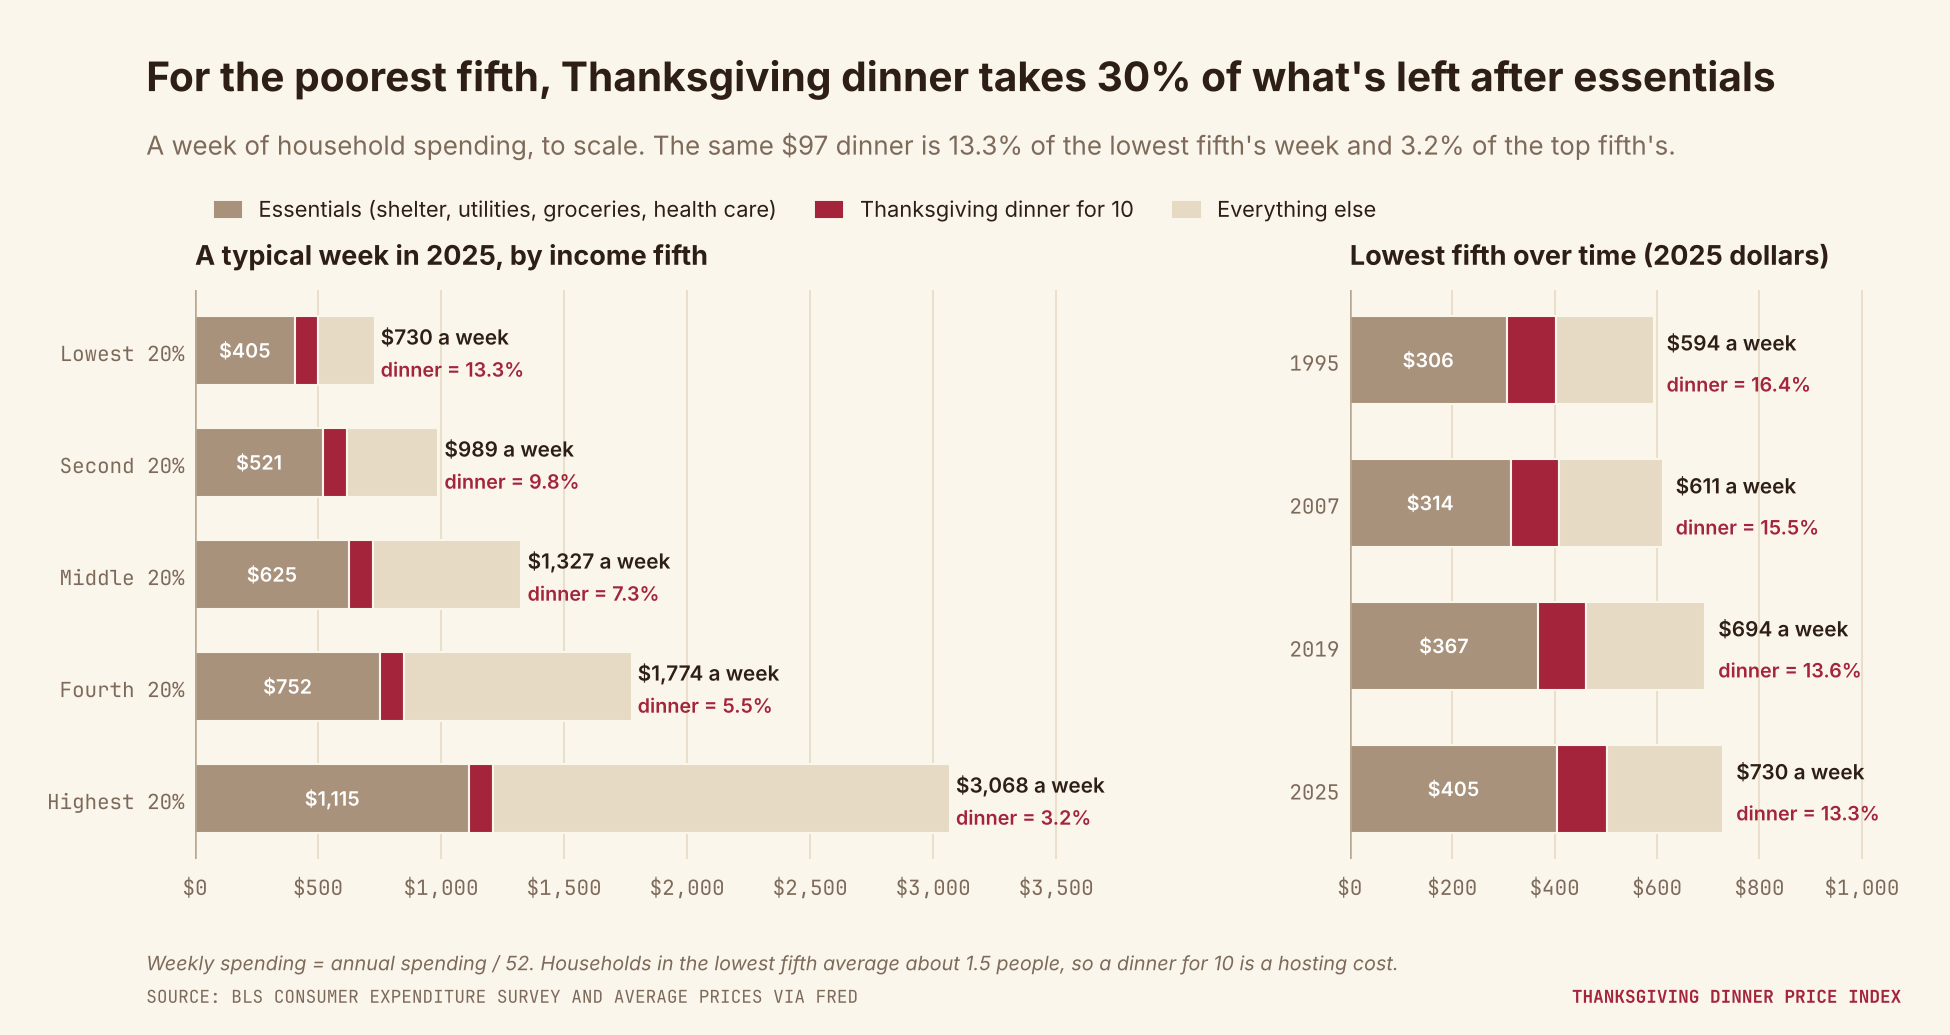 For the poorest fifth, Thanksgiving dinner takes 30% of what's left after essentials
A week of household spending, to scale. The same $97 dinner is 13.3% of the lowest fifth's week and 3.2% of the top fifth's.
Essentials (shelter, utilities, groceries, health care)
Thanksgiving dinner for 10
Everything else
A typical week in 2025, by income fifth
Lowest 20%
$405
$730 a week
dinner = 13.3%
Second 20%
$521
$989 a week
dinner = 9.8%
Middle 20%
$625
$1,327 a week
dinner = 7.3%
Fourth 20%
$752
$1,774 a week
dinner = 5.5%
Highest 20%
$1,115
$3,068 a week
dinner = 3.2%
$0
$500
$1,000
$1,500
$2,000
$2,500
$3,000
$3,500
Lowest fifth over time (2025 dollars)
1995
$306
$594 a week
dinner = 16.4%
2007
$314
$611 a week
dinner = 15.5%
2019
$367
$694 a week
dinner = 13.6%
2025
$405
$730 a week
dinner = 13.3%
$0
$200
$400
$600
$800
$1,000
Weekly spending = annual spending / 52. Households in the lowest fifth average about 1.5 people, so a dinner for 10 is a hosting cost.
SOURCE: BLS CONSUMER EXPENDITURE SURVEY AND AVERAGE PRICES VIA FRED
THANKSGIVING DINNER PRICE INDEX